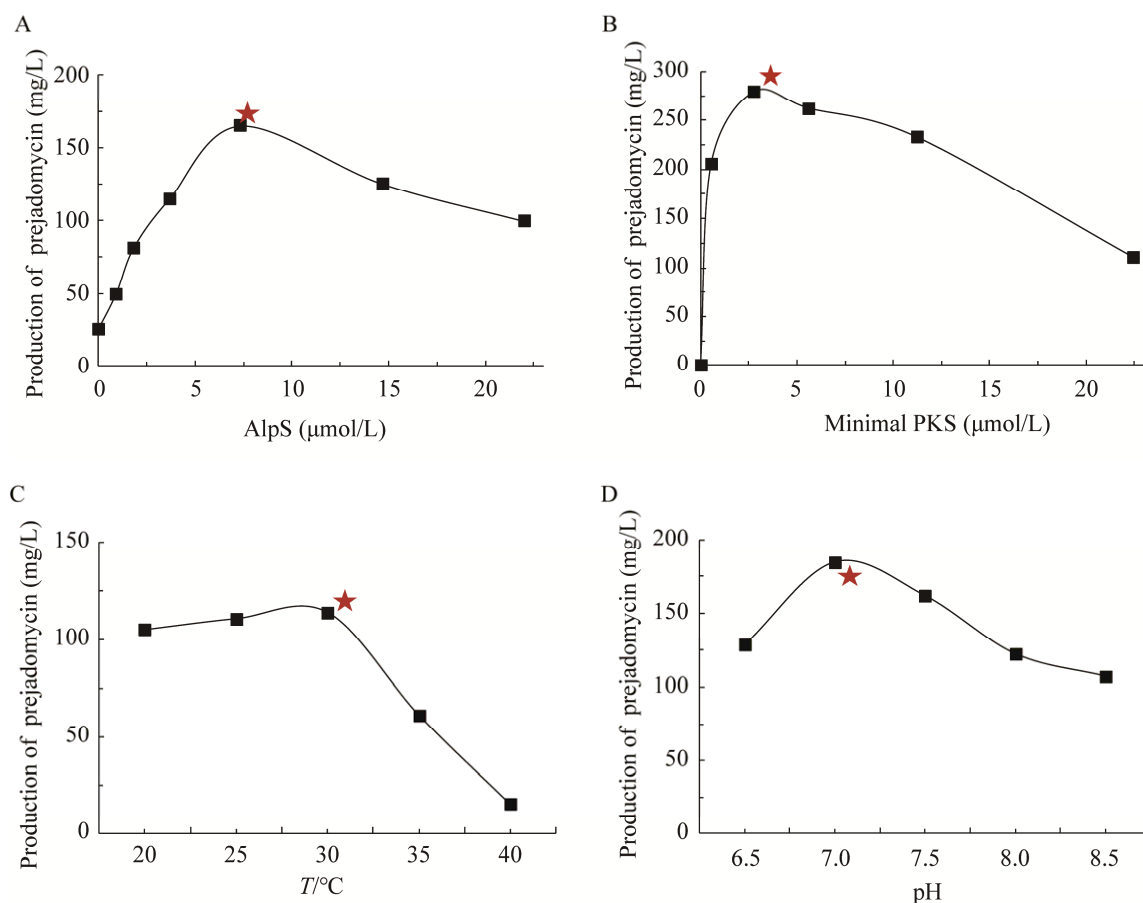 A
Production of prejadomycin (mg/L)
200
150
100
50
0
0 5 10 15 20
AlpS (μmol/L)
B
Production of prejadomycin (mg/L)
300
250
200
150
100
50
0
0 5 10 15 20
Minimal PKS (μmol/L)
C
Production of prejadomycin (mg/L)
150
100
50
0
20 25 30 35 40
T/°C
D
Production of prejadomycin (mg/L)
200
150
100
50
0
6.5 7.0 7.5 8.0 8.5
pH